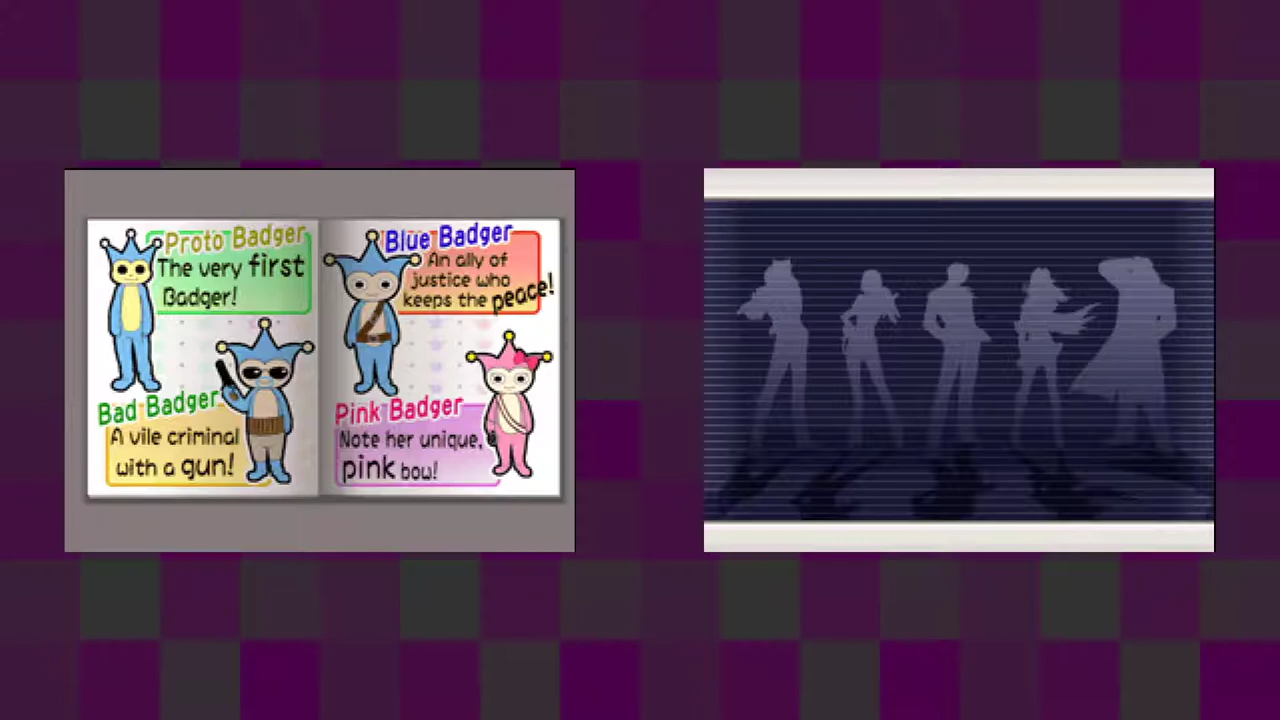 Proto Badger
The very first
Badger!
Bad Badger
A vile criminal
with a gun!
Blue Badger
An ally of
justice who
keeps the peace!
Pink Badger
Note her unique,
pink bow!